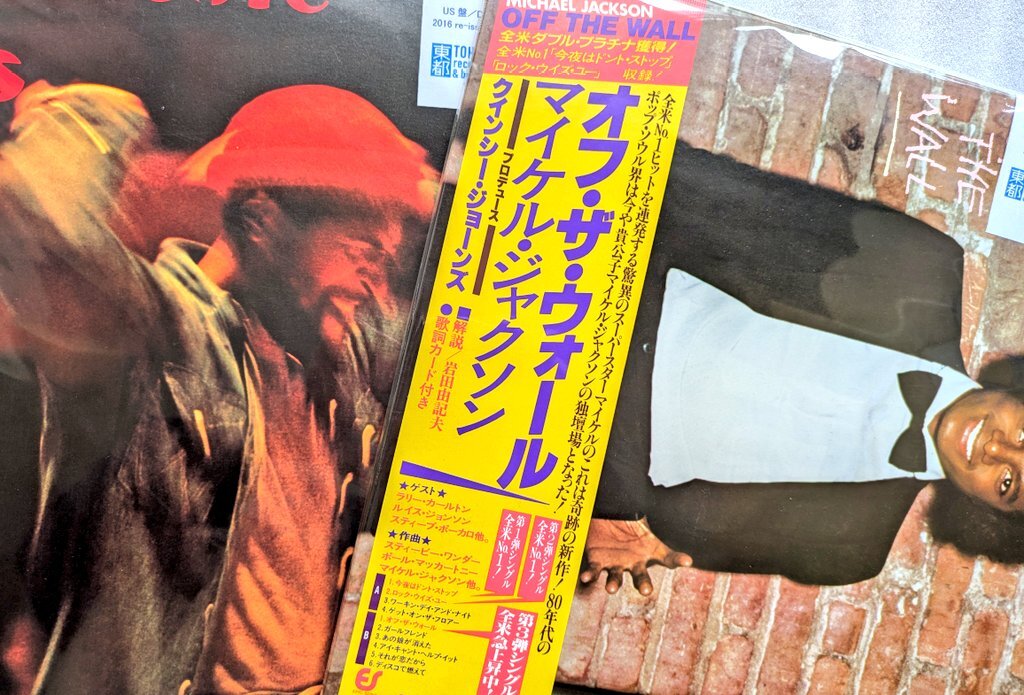 US 盤/
2016 re-is
東都
TO
rec
& b
MICHAEL JACKSON
OFF THE WALL
全米ダブル・プラチナ獲得!
全米No.1「今夜はドント・ストップ」
「ロック・ウイズ・ユー」 収録!
全米No.1ヒットを連発する驚異のスーパースターマイケルのこれは奇跡の新作!80年代の
ポップ・ソウル界は今や貴公子マイケル・ジャクソンの独壇場となった!
オフ・ザ・ウォール
マイケル・ジャクソン
プロデュース
クインシー・ジョーンズ
●解説/岩田由記夫
●歌詞カード付き
★ゲスト★
ラリー・カールトン
ルイス・ジョンソン
スティーブ・ポーカロ他。
★作曲★
スティービー・ワンダー
ポール・マッカートニー
マイケル・ジャクソン他。
第2弾シングル
全米No.1!
第1弾シングル
全米No.1!
第3弾シングル
全米急上昇中!
A
1.今夜はドント・ストップ
2.ロック・ウイズ・ユー
3.ワーキン・デイ・アンド・ナイト
4.ゲット・オン・ザ・フロアー
B
1.オフ・ザ・ウォール
2.ガールフレンド
3.あの娘が消えた
4.アイ・キャント・ヘルプ・イット
5.それが恋だから
6.ディスコで燃えて
ES
THE
WALL
東都